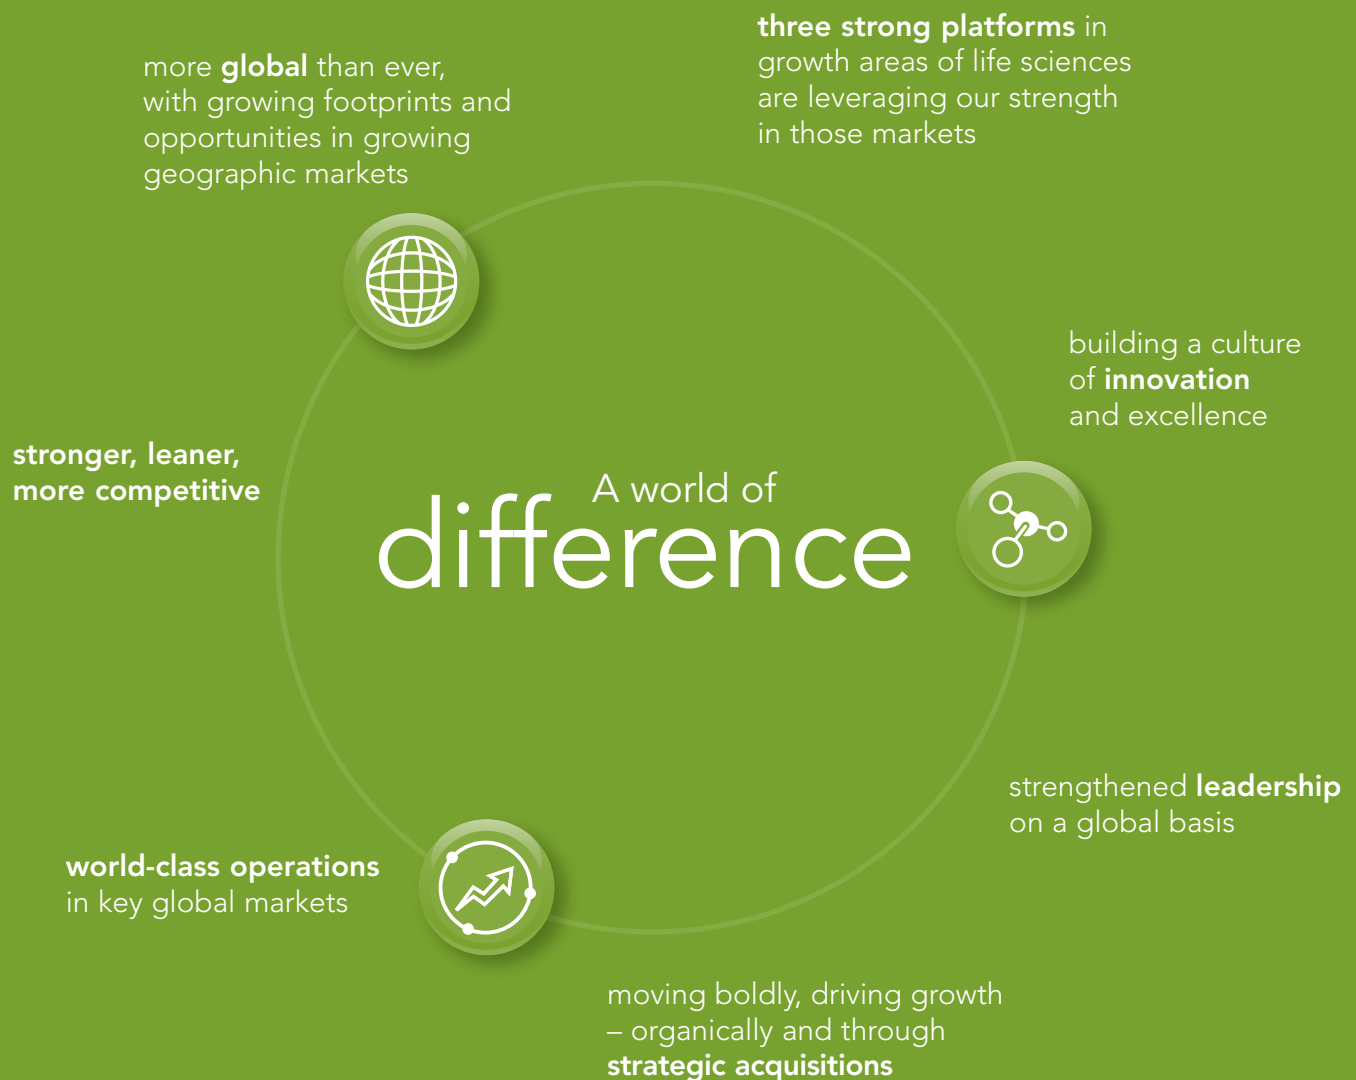 more global than ever,
with growing footprints and
opportunities in growing
geographic markets
three strong platforms in
growth areas of life sciences
are leveraging our strength
in those markets
building a culture
of innovation
and excellence
stronger, leaner,
more competitive
A world of
difference
strengthened leadership
on a global basis
world-class operations
in key global markets
moving boldly, driving growth
– organically and through
strategic acquisitions